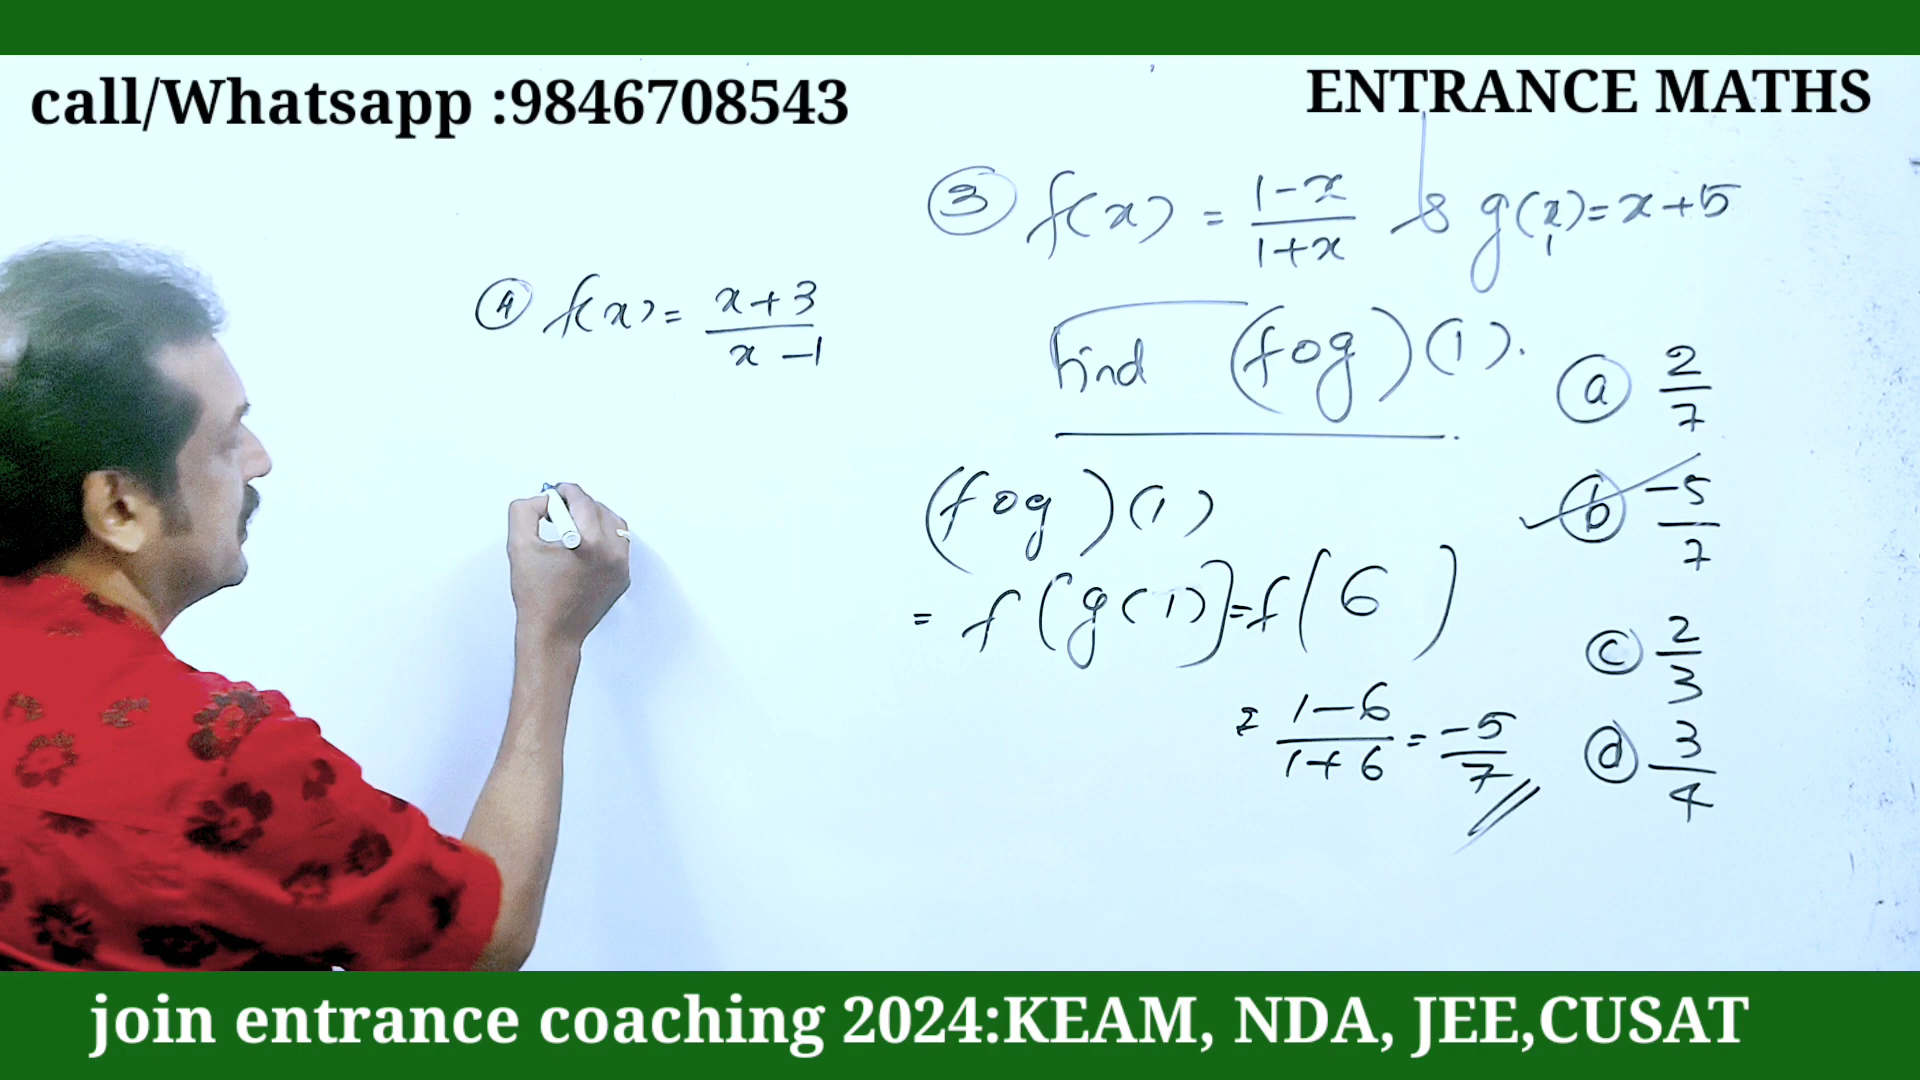 call/Whatsapp :9846708543
ENTRANCE MATHS
④ f(x) = x+3 / x-1
③ f(x) = 1-x / 1+x & g(x)=x+5
find (fog)(1).
(fog)(1)
= f[g(1)]=f(6)
= 1-6 / 1+6 = -5 / 7
ⓐ 2/7
ⓑ -5/7
ⓒ 2/3
ⓓ 3/4
join entrance coaching 2024:KEAM, NDA, JEE,CUSAT